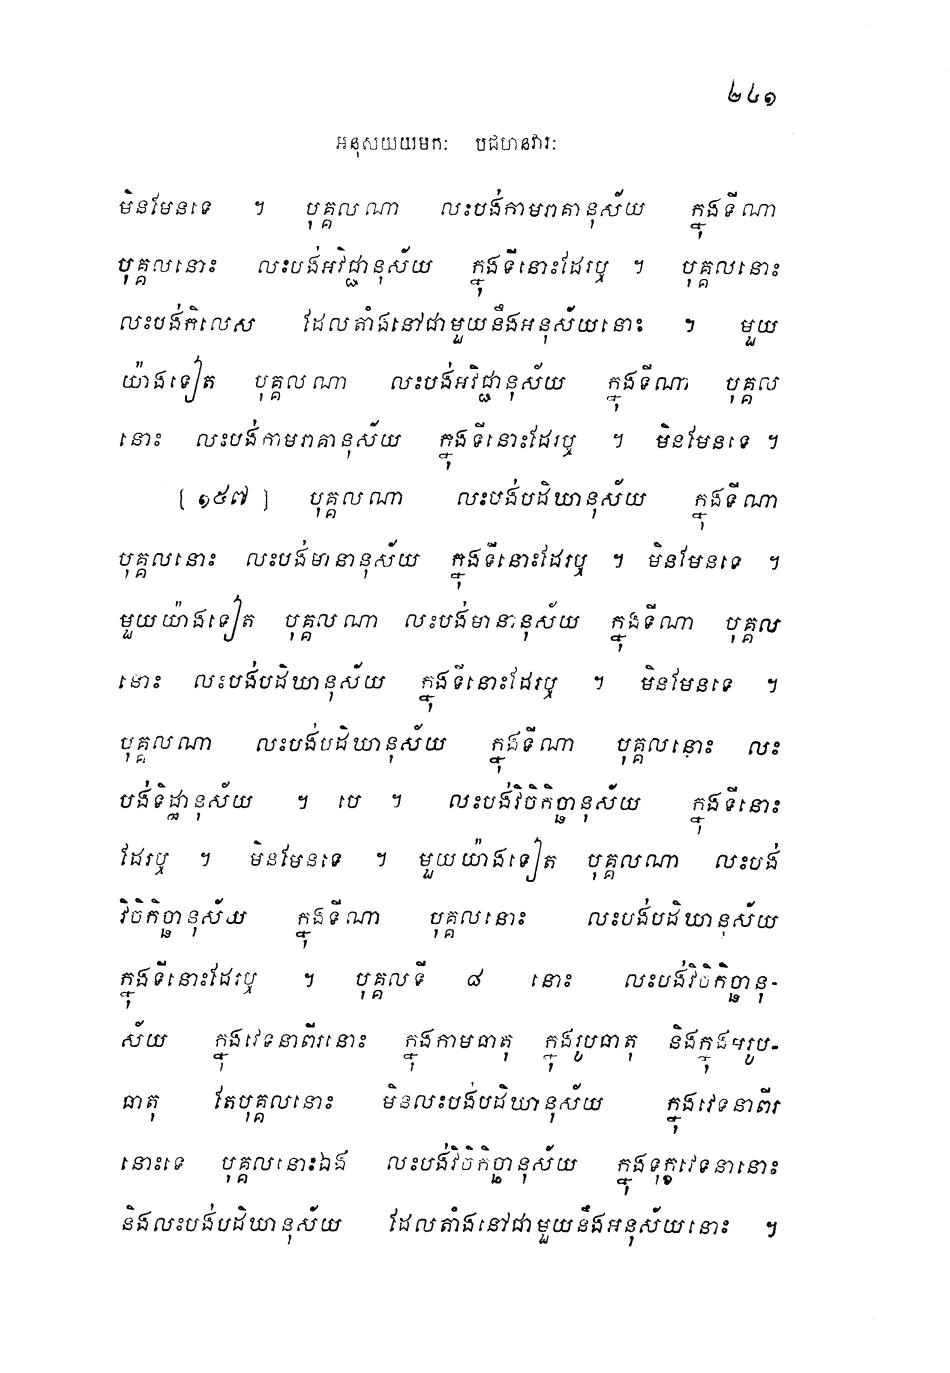 ២៤១
អនុសយយមកៈ បជហនវារៈ
មិនមែនទេ ។ បុគ្គលណា លះបង់កាមរាគានុស័យ ក្នុងទីណា
បុគ្គលនោះ លះបង់អវិជ្ជានុស័យ ក្នុងទីនោះដែរឬ ។ បុគ្គលនោះ
លះបង់កិលេស ដែលតាំងនៅជាមួយនឹងអនុស័យនោះ ។ មួយ
យ៉ាងទៀត បុគ្គលណា លះបង់អវិជ្ជានុស័យ ក្នុងទីណា បុគ្គល
នោះ លះបង់កាមរាគានុស័យ ក្នុងទីនោះដែរឬ ។ មិនមែនទេ ។
[ ១៥៧ ] បុគ្គលណា លះបង់បដិឃានុស័យ ក្នុងទីណា
បុគ្គលនោះ លះបង់មានានុស័យ ក្នុងទីនោះដែរឬ ។ មិនមែនទេ ។
មួយយ៉ាងទៀត បុគ្គលណា លះបង់មានានុស័យ ក្នុងទីណា បុគ្គល
នោះ លះបង់បដិឃានុស័យ ក្នុងទីនោះដែរឬ ។ មិនមែនទេ ។
បុគ្គលណា លះបង់បដិឃានុស័យ ក្នុងទីណា បុគ្គលនោះ លះ
បង់ទិដ្ឋានុស័យ ។ បេ ។ លះបង់វិចិកិច្ឆានុស័យ ក្នុងទីនោះ
ដែរឬ ។ មិនមែនទេ ។ មួយយ៉ាងទៀត បុគ្គលណា លះបង់
វិចិកិច្ឆានុស័យ ក្នុងទីណា បុគ្គលនោះ លះបង់បដិឃានុស័យ
ក្នុងទីនោះដែរឬ ។ បុគ្គលទី ៨ នោះ លះបង់វិចិកិច្ឆានុ-
ស័យ ក្នុងវេទនាពីរនោះ ក្នុងកាមធាតុ ក្នុងរូបធាតុ និងក្នុងអរូប-
ធាតុ តែបុគ្គលនោះ មិនលះបង់បដិឃានុស័យ ក្នុងវេទនាពីរ
នោះទេ បុគ្គលនោះឯង លះបង់វិចិកិច្ឆានុស័យ ក្នុងទុក្ខវេទនានោះ
និងលះបង់បដិឃានុស័យ ដែលតាំងនៅជាមួយនឹងអនុស័យនោះ ។